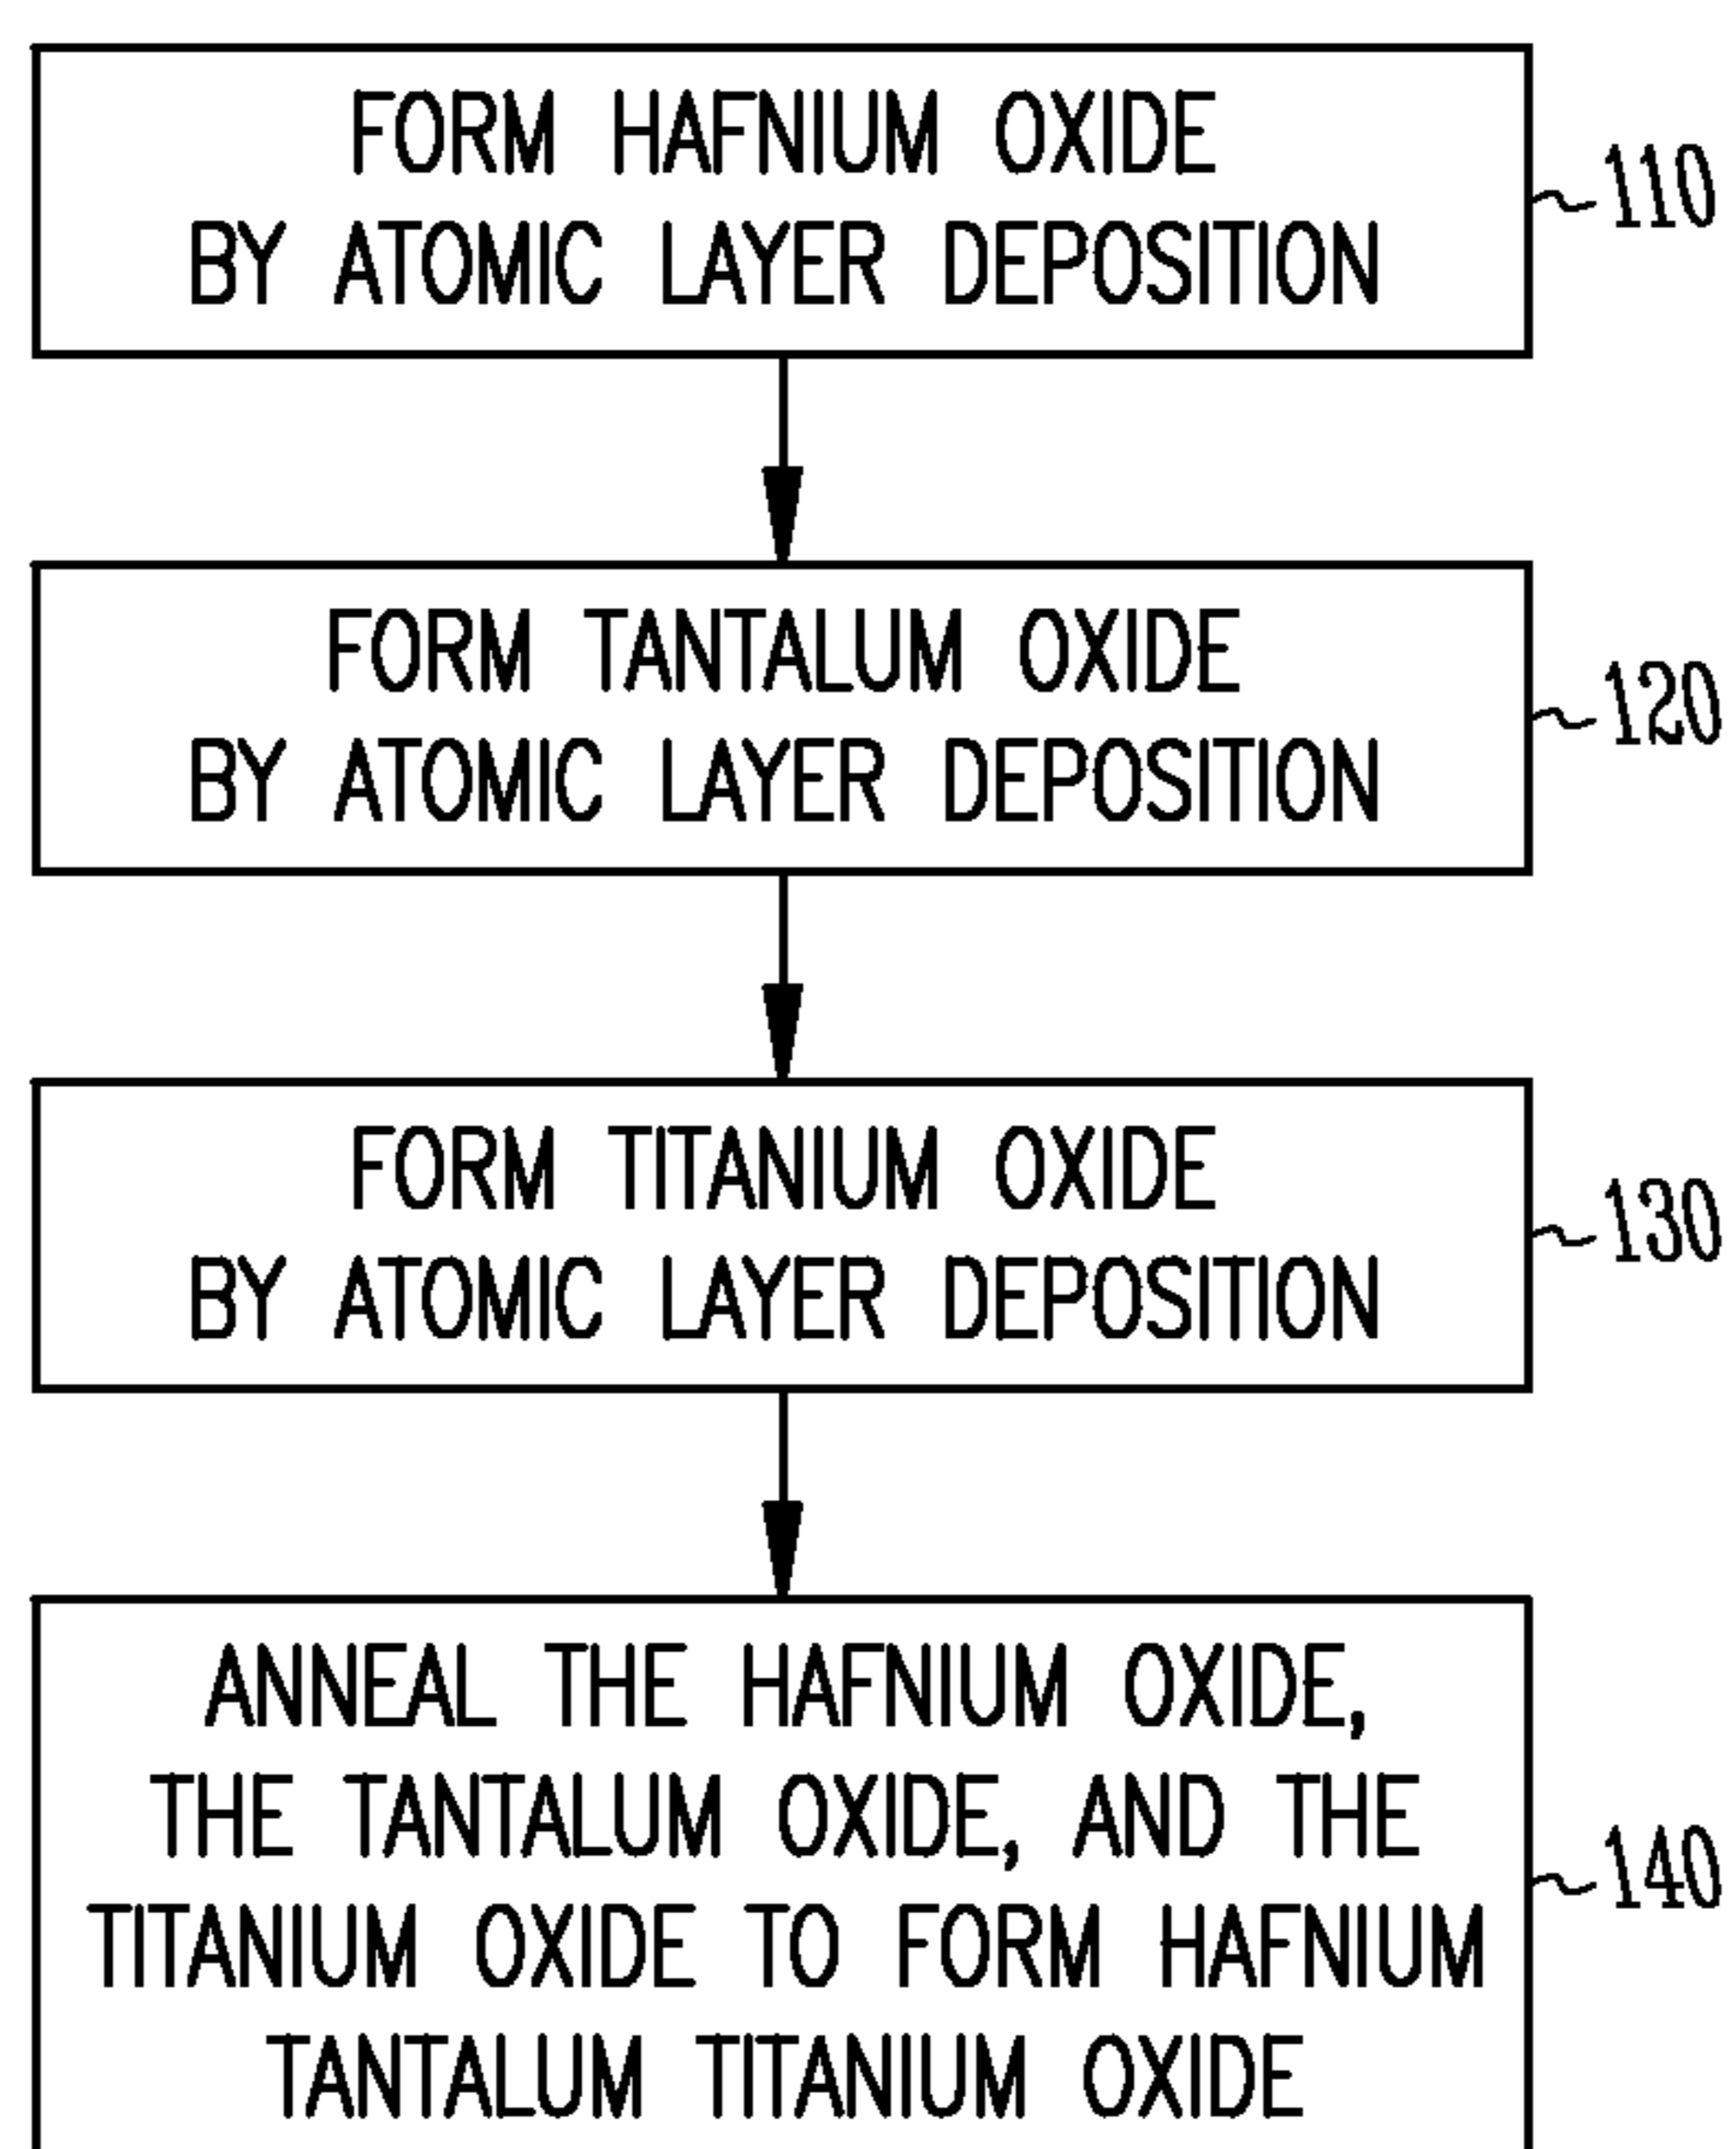 FORM HAFNIUM OXIDE
BY ATOMIC LAYER DEPOSITION
110
FORM TANTALUM OXIDE
BY ATOMIC LAYER DEPOSITION
120
FORM TITANIUM OXIDE
BY ATOMIC LAYER DEPOSITION
130
ANNEAL THE HAFNIUM OXIDE,
THE TANTALUM OXIDE, AND THE
TITANIUM OXIDE TO FORM HAFNIUM
TANTALUM TITANIUM OXIDE
140